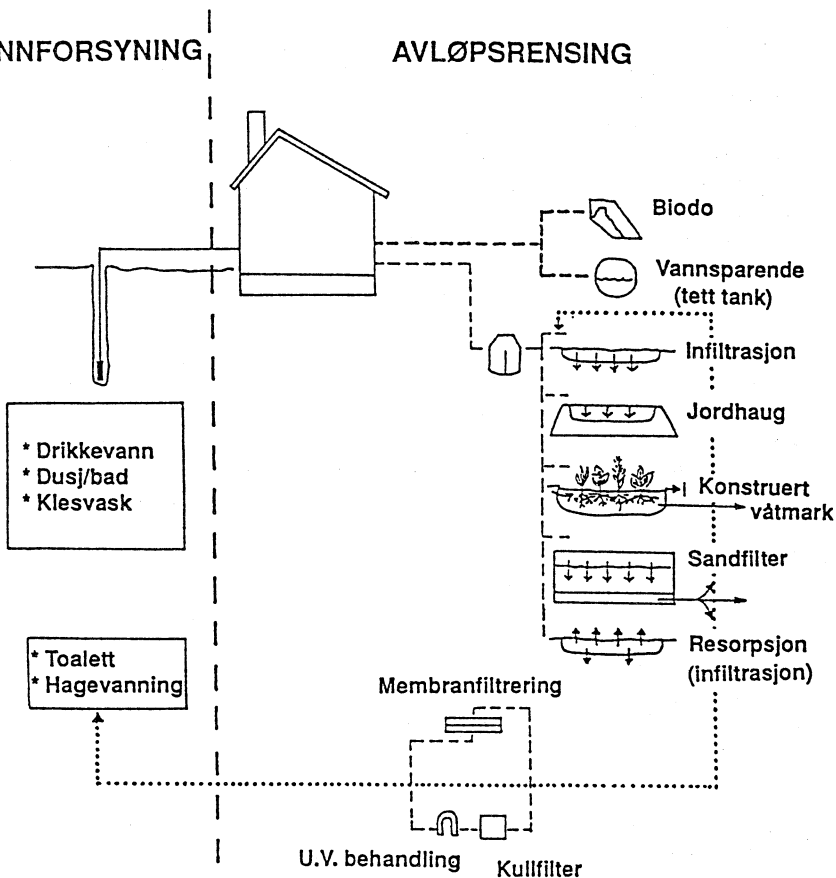 NNFORSYNING
AVLØPSRENSING
Biodo
Vannsparende
(tett tank)
Infiltrasjon
Jordhaug
* Drikkevann
* Dusj/bad
* Klesvask
Konstruert
våtmark
Sandfilter
Resorpsjon
(infiltrasjon)
* Toalett
* Hagevanning
Membranfiltrering
U.V. behandling
Kullfilter